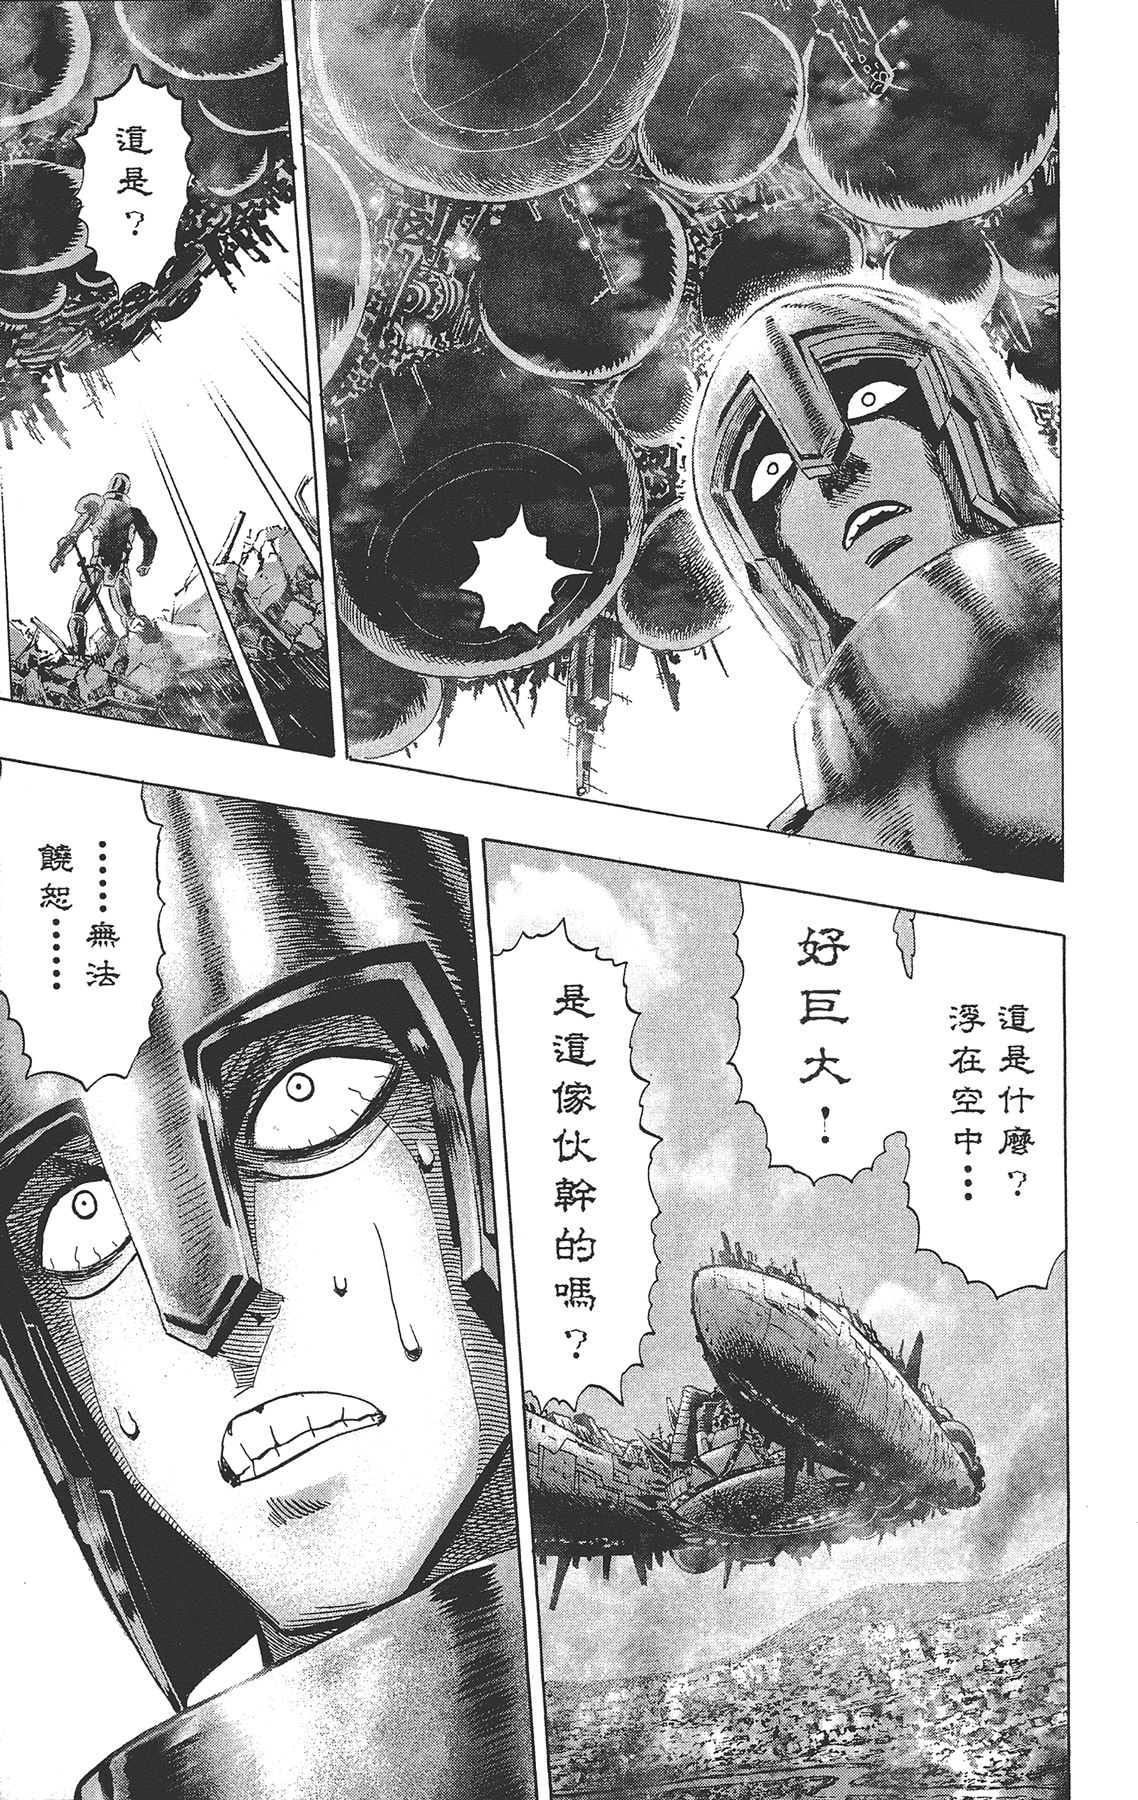 這是？
這是什麼？
浮在空中…
好巨大！
是這傢伙幹的嗎？
……無法
饒恕……